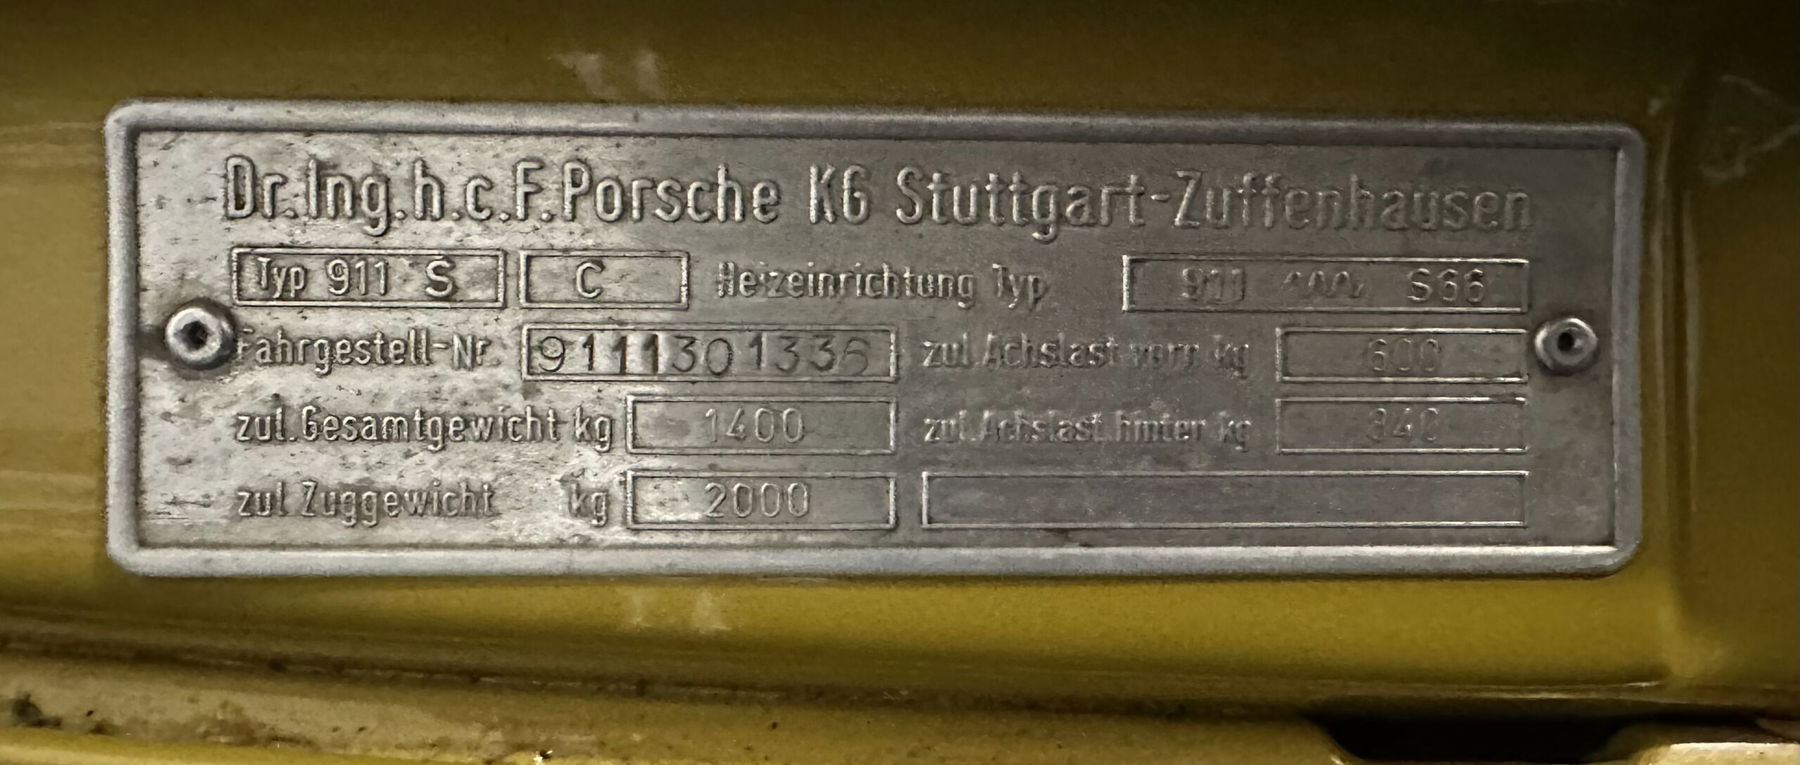 Dr.Ing.h.c.F.Porsche KG Stuttgart-Zuffenhausen
Typ 911 S C Heizeinrichtung Typ 911 S66
Fahrgestell-Nr. 9111301336 zul.Achslast vorn kg 600
zul.Gesamtgewicht kg 1400 zul.Achslast hinten kg 840
zul.Zuggewicht kg 2000